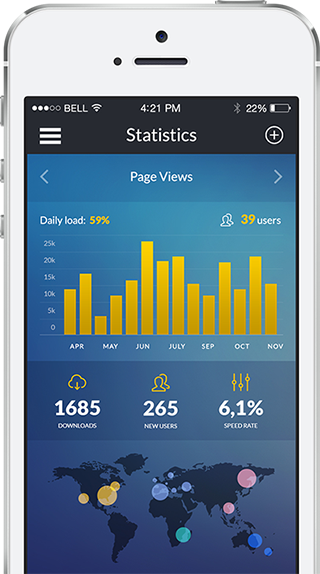 ●●●○○ BELL 4:21 PM 22%
Statistics
Page Views
Daily load: 59% 39 users
25k
20k
15k
10k
5k
0
APR MAY JUN JULY SEP OCT NOV
1685 265 6,1%
DOWNLOADS NEW USERS SPEED RATE